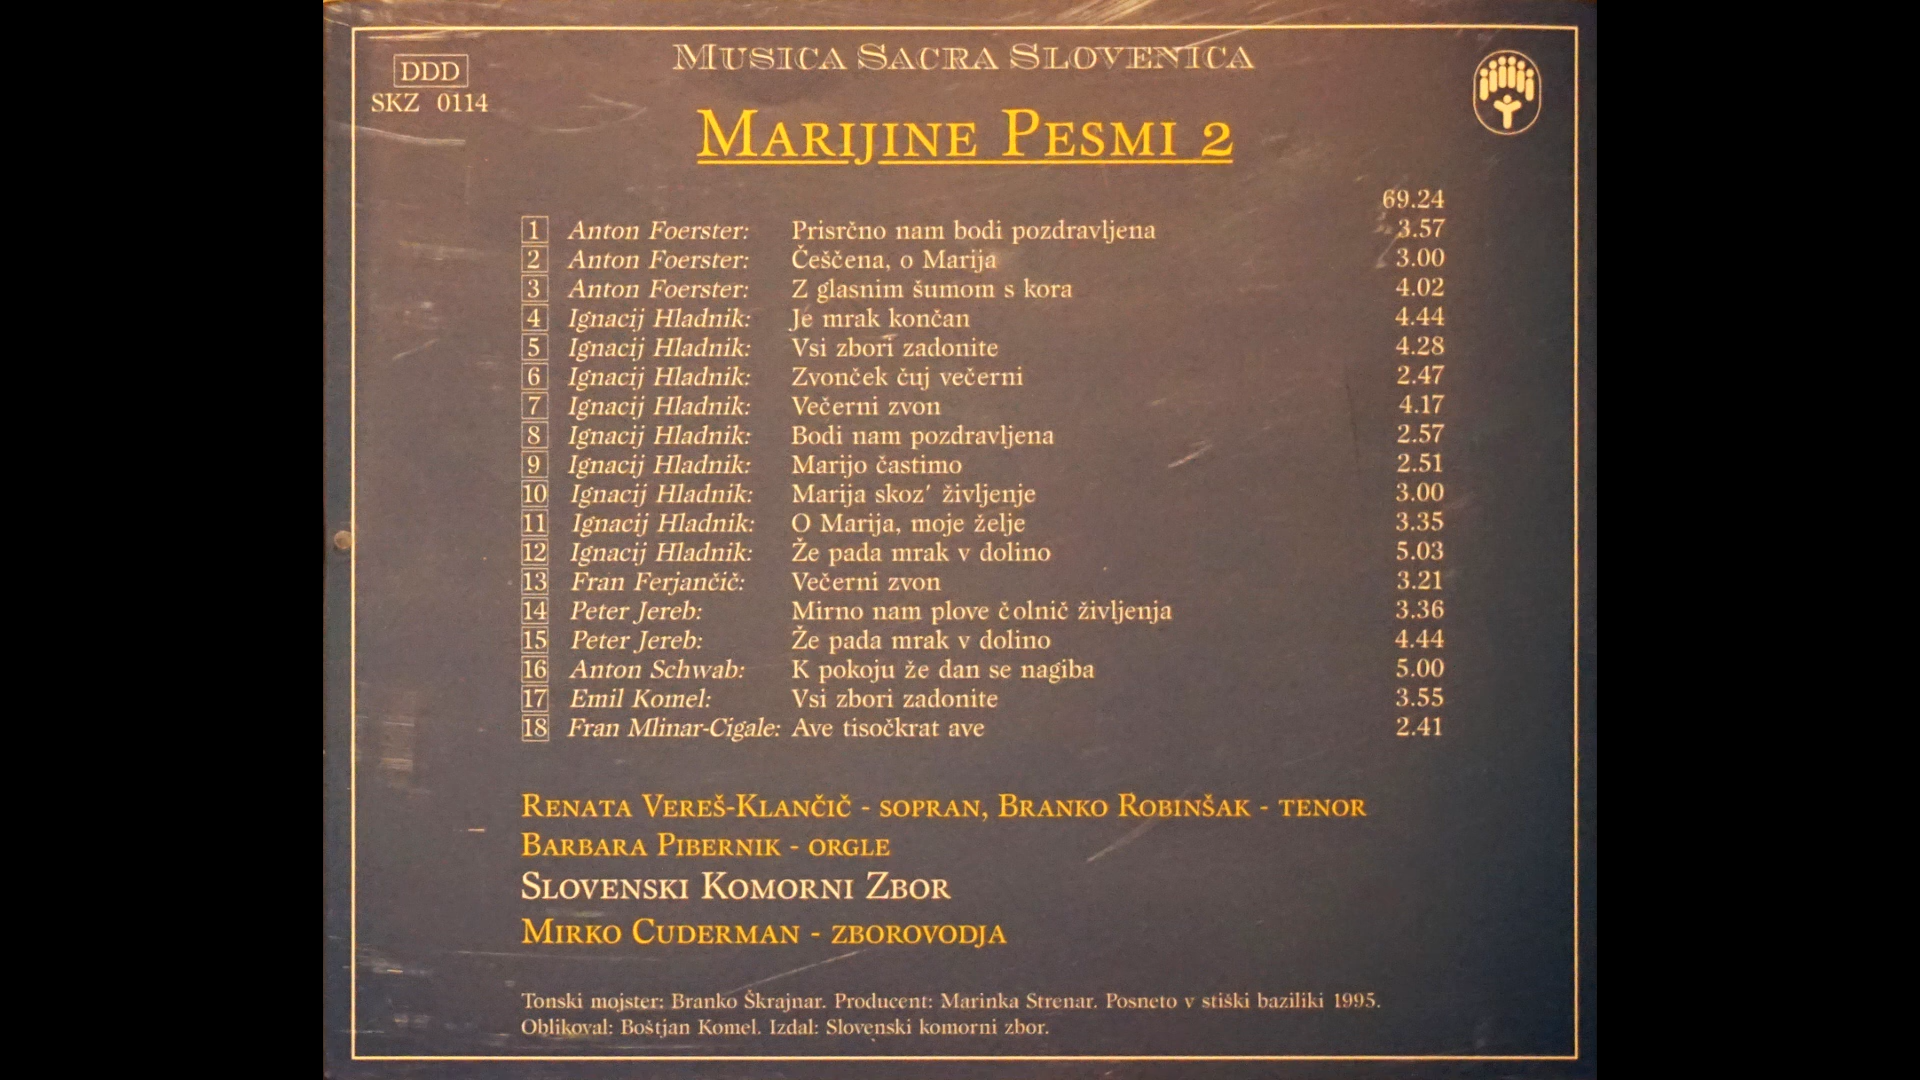 MUSICA SACRA SLOVENICA
DDD
SKZ 0114
MARIJINE PESMI 2
69.24
1 Anton Foerster: Prisrčno nam bodi pozdravljena 3.57
2 Anton Foerster: Češčena, o Marija 3.00
3 Anton Foerster: Z glasnim šumom s kora 4.02
4 Ignacij Hladnik: Je mrak končan 4.44
5 Ignacij Hladnik: Vsi zbori zadonite 4.28
6 Ignacij Hladnik: Zvonček čuj večerni 2.47
7 Ignacij Hladnik: Večerni zvon 4.17
8 Ignacij Hladnik: Bodi nam pozdravljena 2.57
9 Ignacij Hladnik: Marijo častimo 2.51
10 Ignacij Hladnik: Marija skoz' življenje 3.00
11 Ignacij Hladnik: O Marija, moje želje 3.35
12 Ignacij Hladnik: Že pada mrak v dolino 5.03
13 Fran Ferjančič: Večerni zvon 3.21
14 Peter Jereb: Mirno nam plove čolnič življenja 3.36
15 Peter Jereb: Že pada mrak v dolino 4.44
16 Anton Schwab: K pokoju že dan se nagiba 5.00
17 Emil Komel: Vsi zbori zadonite 3.55
18 Fran Mlinar-Cigale: Ave tisočkrat ave 2.41
RENATA VEREŠ-KLANČIČ - SOPRAN, BRANKO ROBINŠAK - TENOR
BARBARA PIBERNIK - ORGLE
SLOVENSKI KOMORNI ZBOR
MIRKO CUDERMAN - ZBOROVODJA
Tonski mojster: Branko Škrajnar. Producent: Marinka Strenar. Posneto v stiški baziliki 1995.
Oblikoval: Boštjan Komel. Izdal: Slovenski komorni zbor.